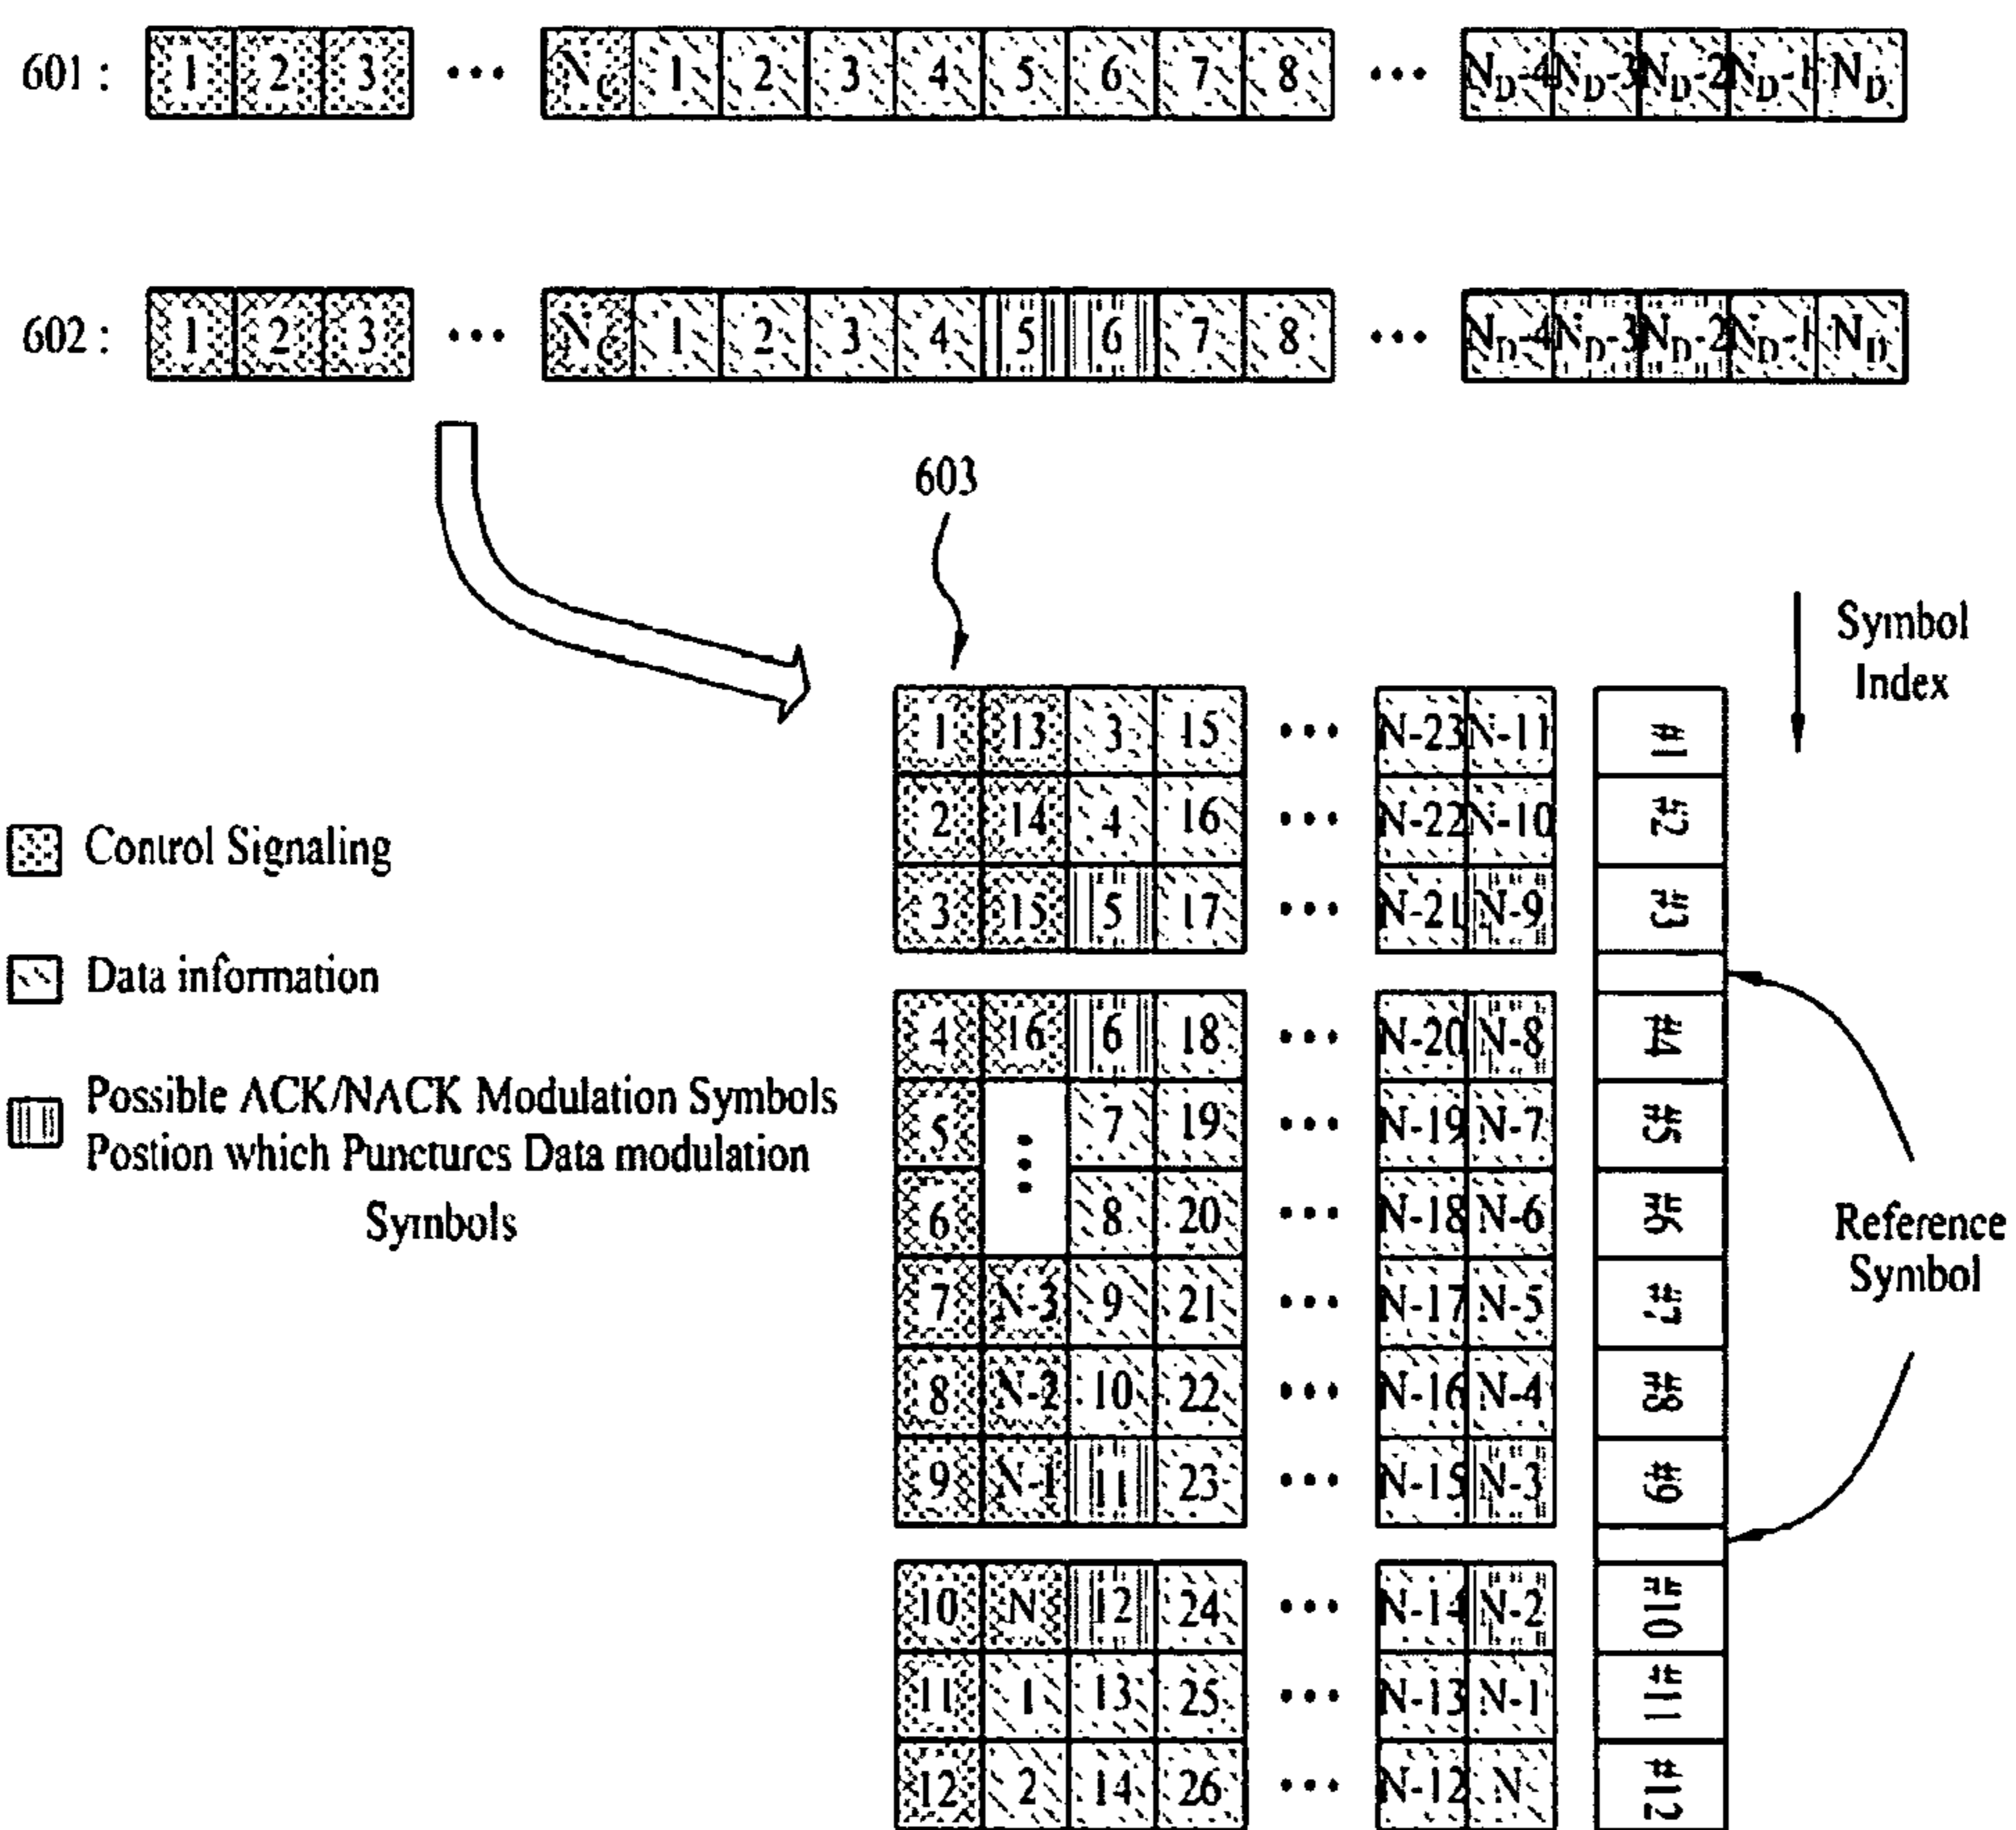 601 : 1 2 3 ••• N_C 1 2 3 4 5 6 7 8 ••• N_D-4 N_D-3 N_D-2 N_D-1 N_D
602 : 1 2 3 ••• N_C 1 2 3 4 5 6 7 8 ••• N_D-4 N_D-3 N_D-2 N_D-1 N_D
603
Symbol
Index
Control Signaling
Data information
Possible ACK/NACK Modulation Symbols
Postion which Punctures Data modulation
Symbols
1 13 3 15 ••• N-23 N-11 #1
2 14 4 16 ••• N-22 N-10 #2
3 15 5 17 ••• N-21 N-9 #3
4 16 6 18 ••• N-20 N-8 #4
5 7 19 ••• N-19 N-7 #5
6 8 20 ••• N-18 N-6 #6
7 N-3 9 21 ••• N-17 N-5 #7
8 N-2 10 22 ••• N-16 N-4 #8
9 N-1 11 23 ••• N-15 N-3 #9
10 N 12 24 ••• N-14 N-2 #10
11 1 13 25 ••• N-13 N-1 #11
12 2 14 26 ••• N-12 N #12
Reference
Symbol